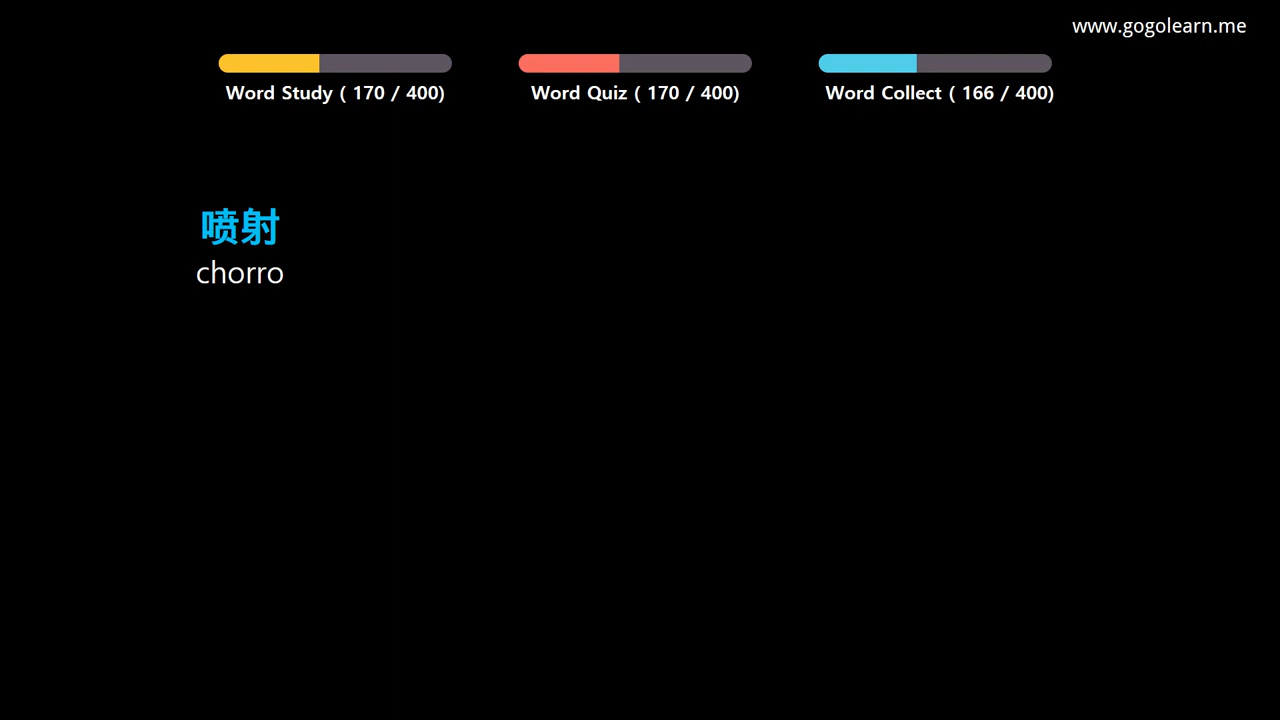 www.gogolearn.me
Word Study ( 170 / 400)
Word Quiz ( 170 / 400)
Word Collect ( 166 / 400)
喷射
chorro